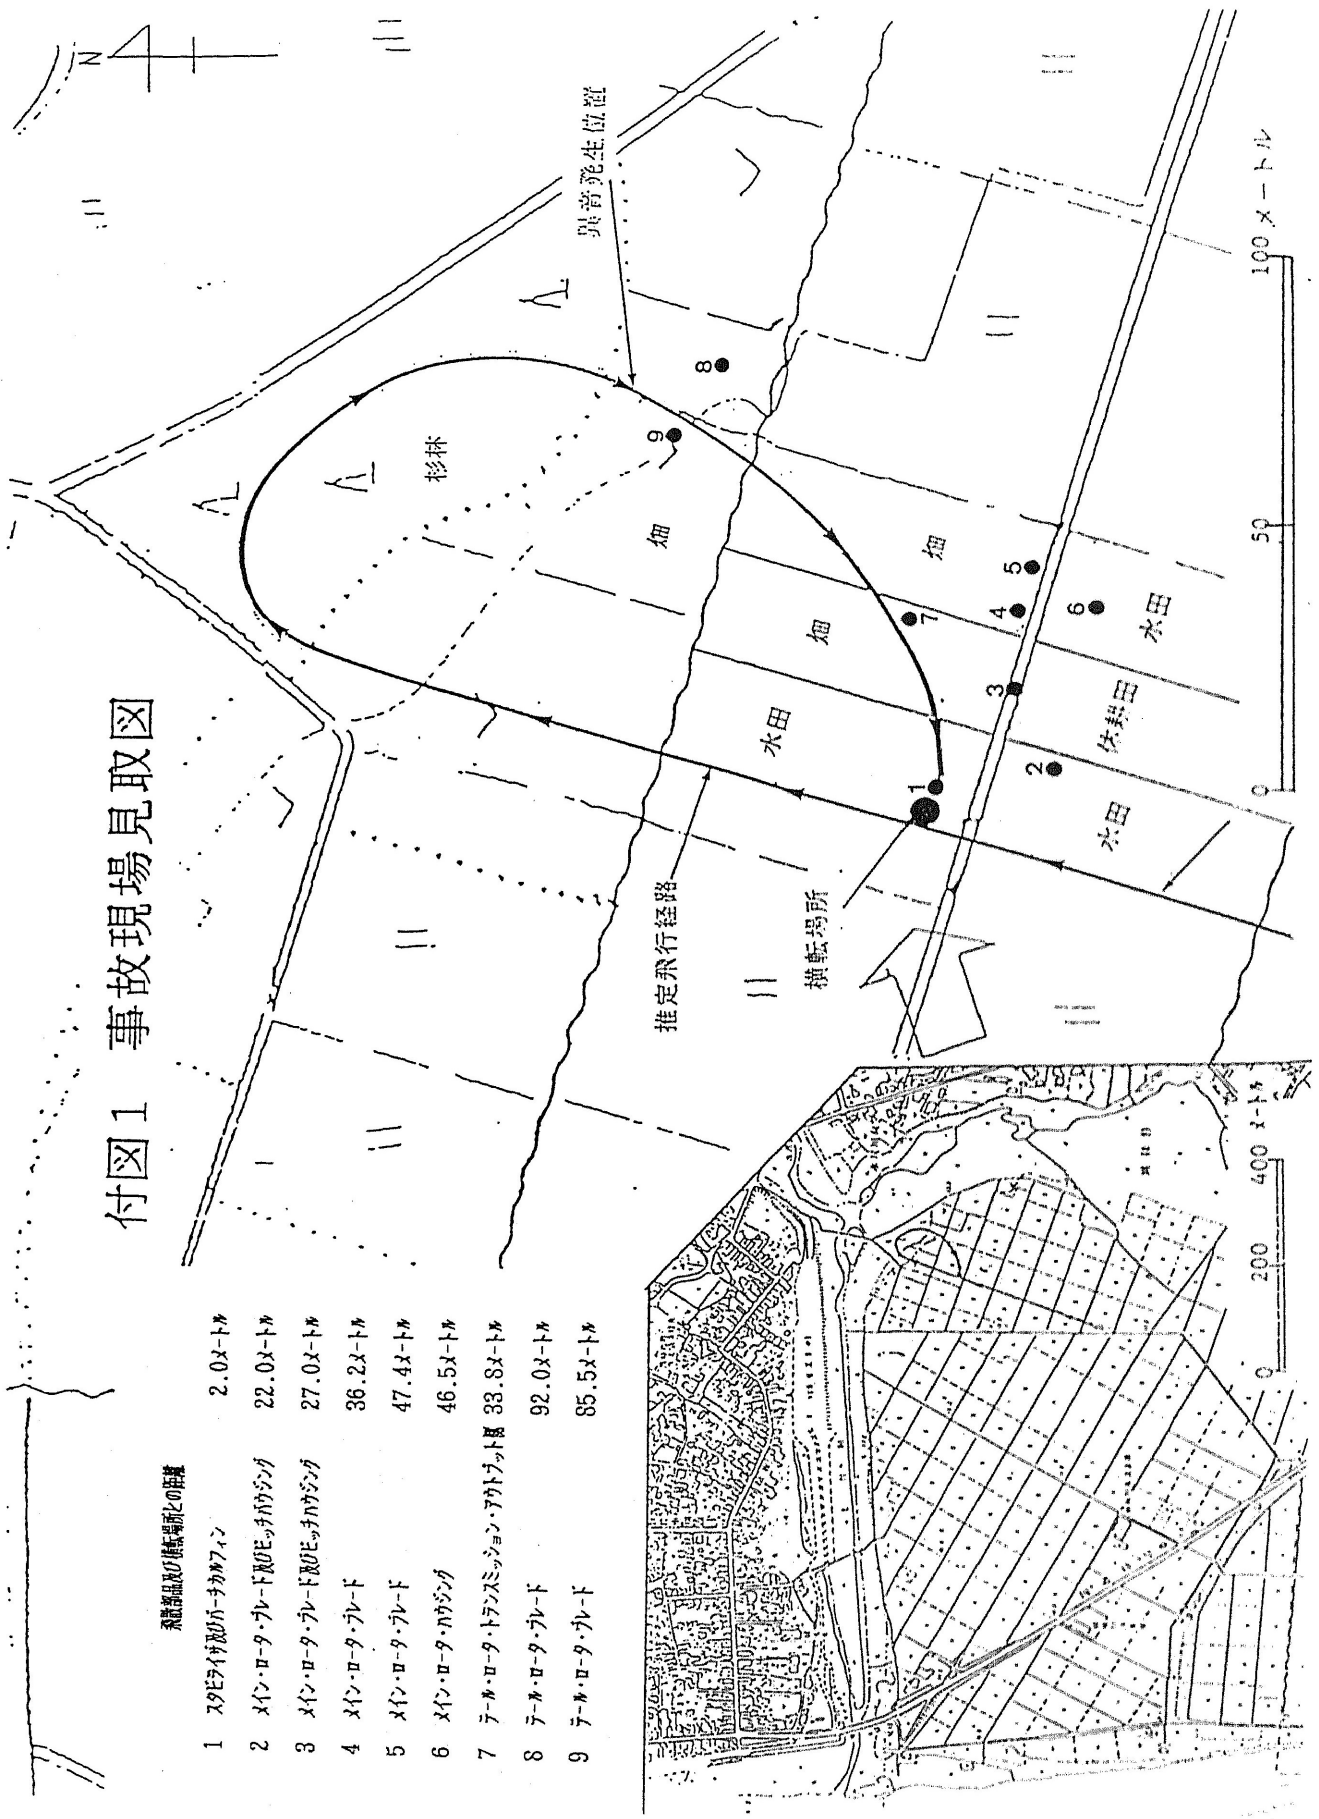 付図1 事故現場見取図
N
飛散部品及び横転場所との距離
1 スタビライザ及びバーチカルフィン 2.0メートル
2 メイン・ロータ・ブレード及びピッチハウジング 22.0メートル
3 メイン・ロータ・ブレード及びピッチハウジング 27.0メートル
4 メイン・ロータ・ブレード 36.2メートル
5 メイン・ロータ・ブレード 47.4メートル
6 メイン・ロータ・ハウジング 46.5メートル
7 テール・ロータ・トランスミッション・アウトプット部 33.8メートル
8 テール・ロータ・ブレード 92.0メートル
9 テール・ロータ・ブレード 85.5メートル
異音発生位置
杉林
8
9
畑
畑
畑
水田
推定飛行経路
横転場所
1
7
5
4
3
6
2
水田
休耕田
水田
0 50 100メートル
0 200 400メートル